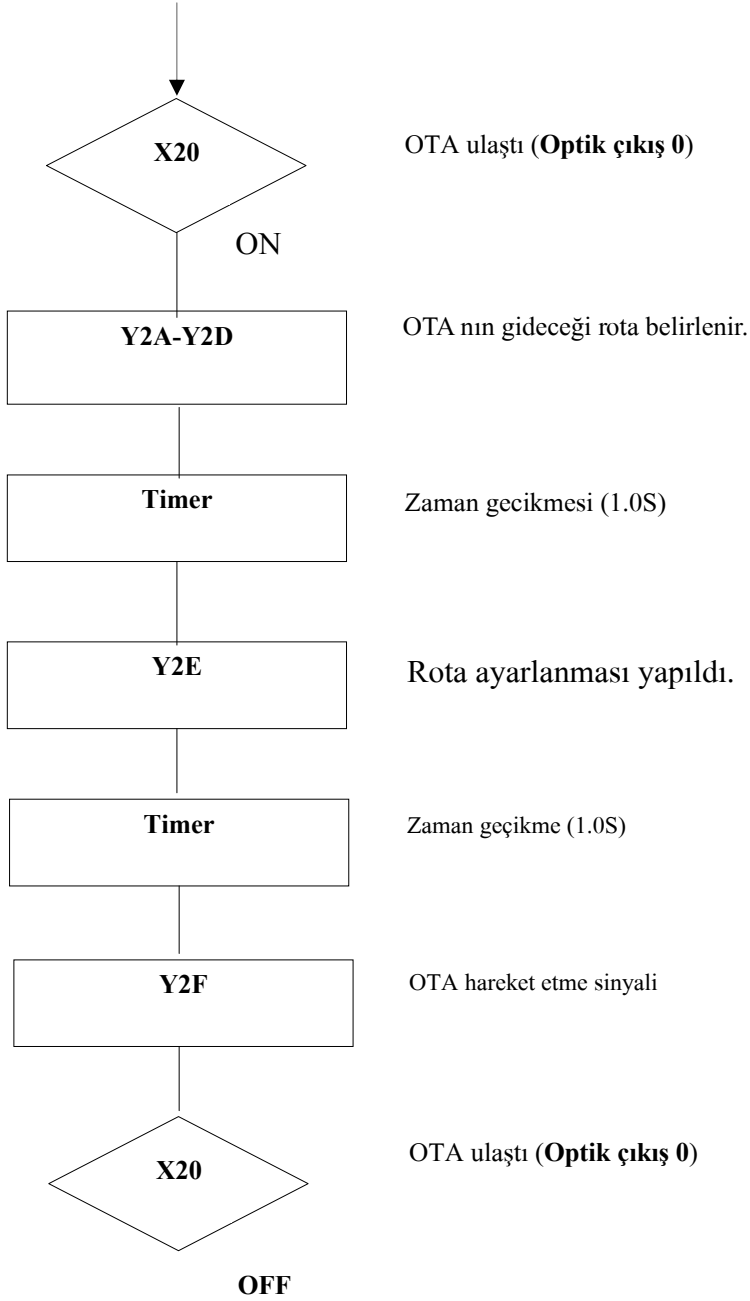 X20
OTA ulaştı (Optik çıkış 0)
ON
Y2A-Y2D
OTA nın gideceği rota belirlenir.
Timer
Zaman gecikmesi (1.0S)
Y2E
Rota ayarlanması yapıldı.
Timer
Zaman geçikme (1.0S)
Y2F
OTA hareket etme sinyali
X20
OTA ulaştı (Optik çıkış 0)
OFF